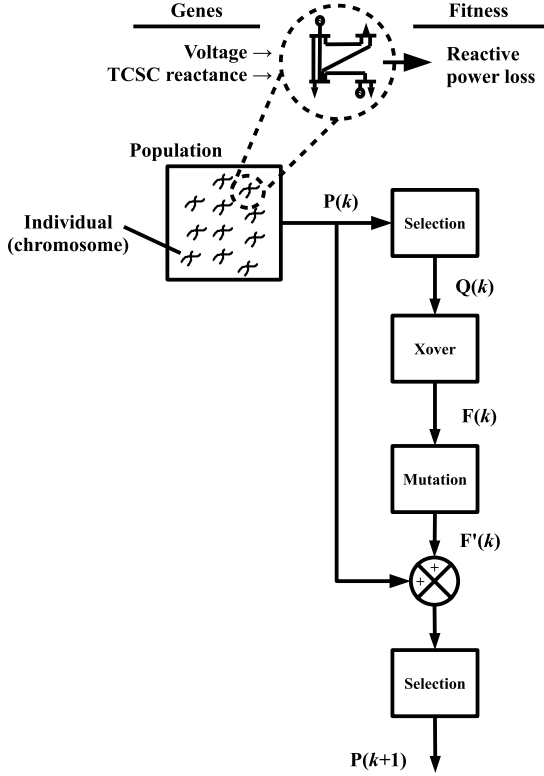 Genes
Fitness
Voltage →
TCSC reactance →
Reactive
power loss
Population
Individual
(chromosome)
P(k)
Selection
Q(k)
Xover
F(k)
Mutation
F'(k)
+
+
Selection
P(k+1)